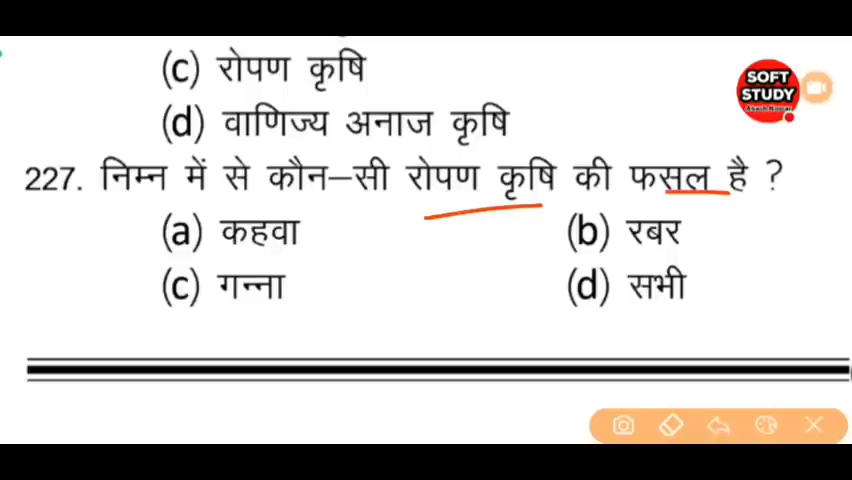 (c) रोपण कृषि
SOFT
STUDY
(d) वाणिज्य अनाज कृषि
227. निम्न में से कौन–सी रोपण कृषि की फसल है ?
(a) कहवा (b) रबर
(c) गन्ना (d) सभी